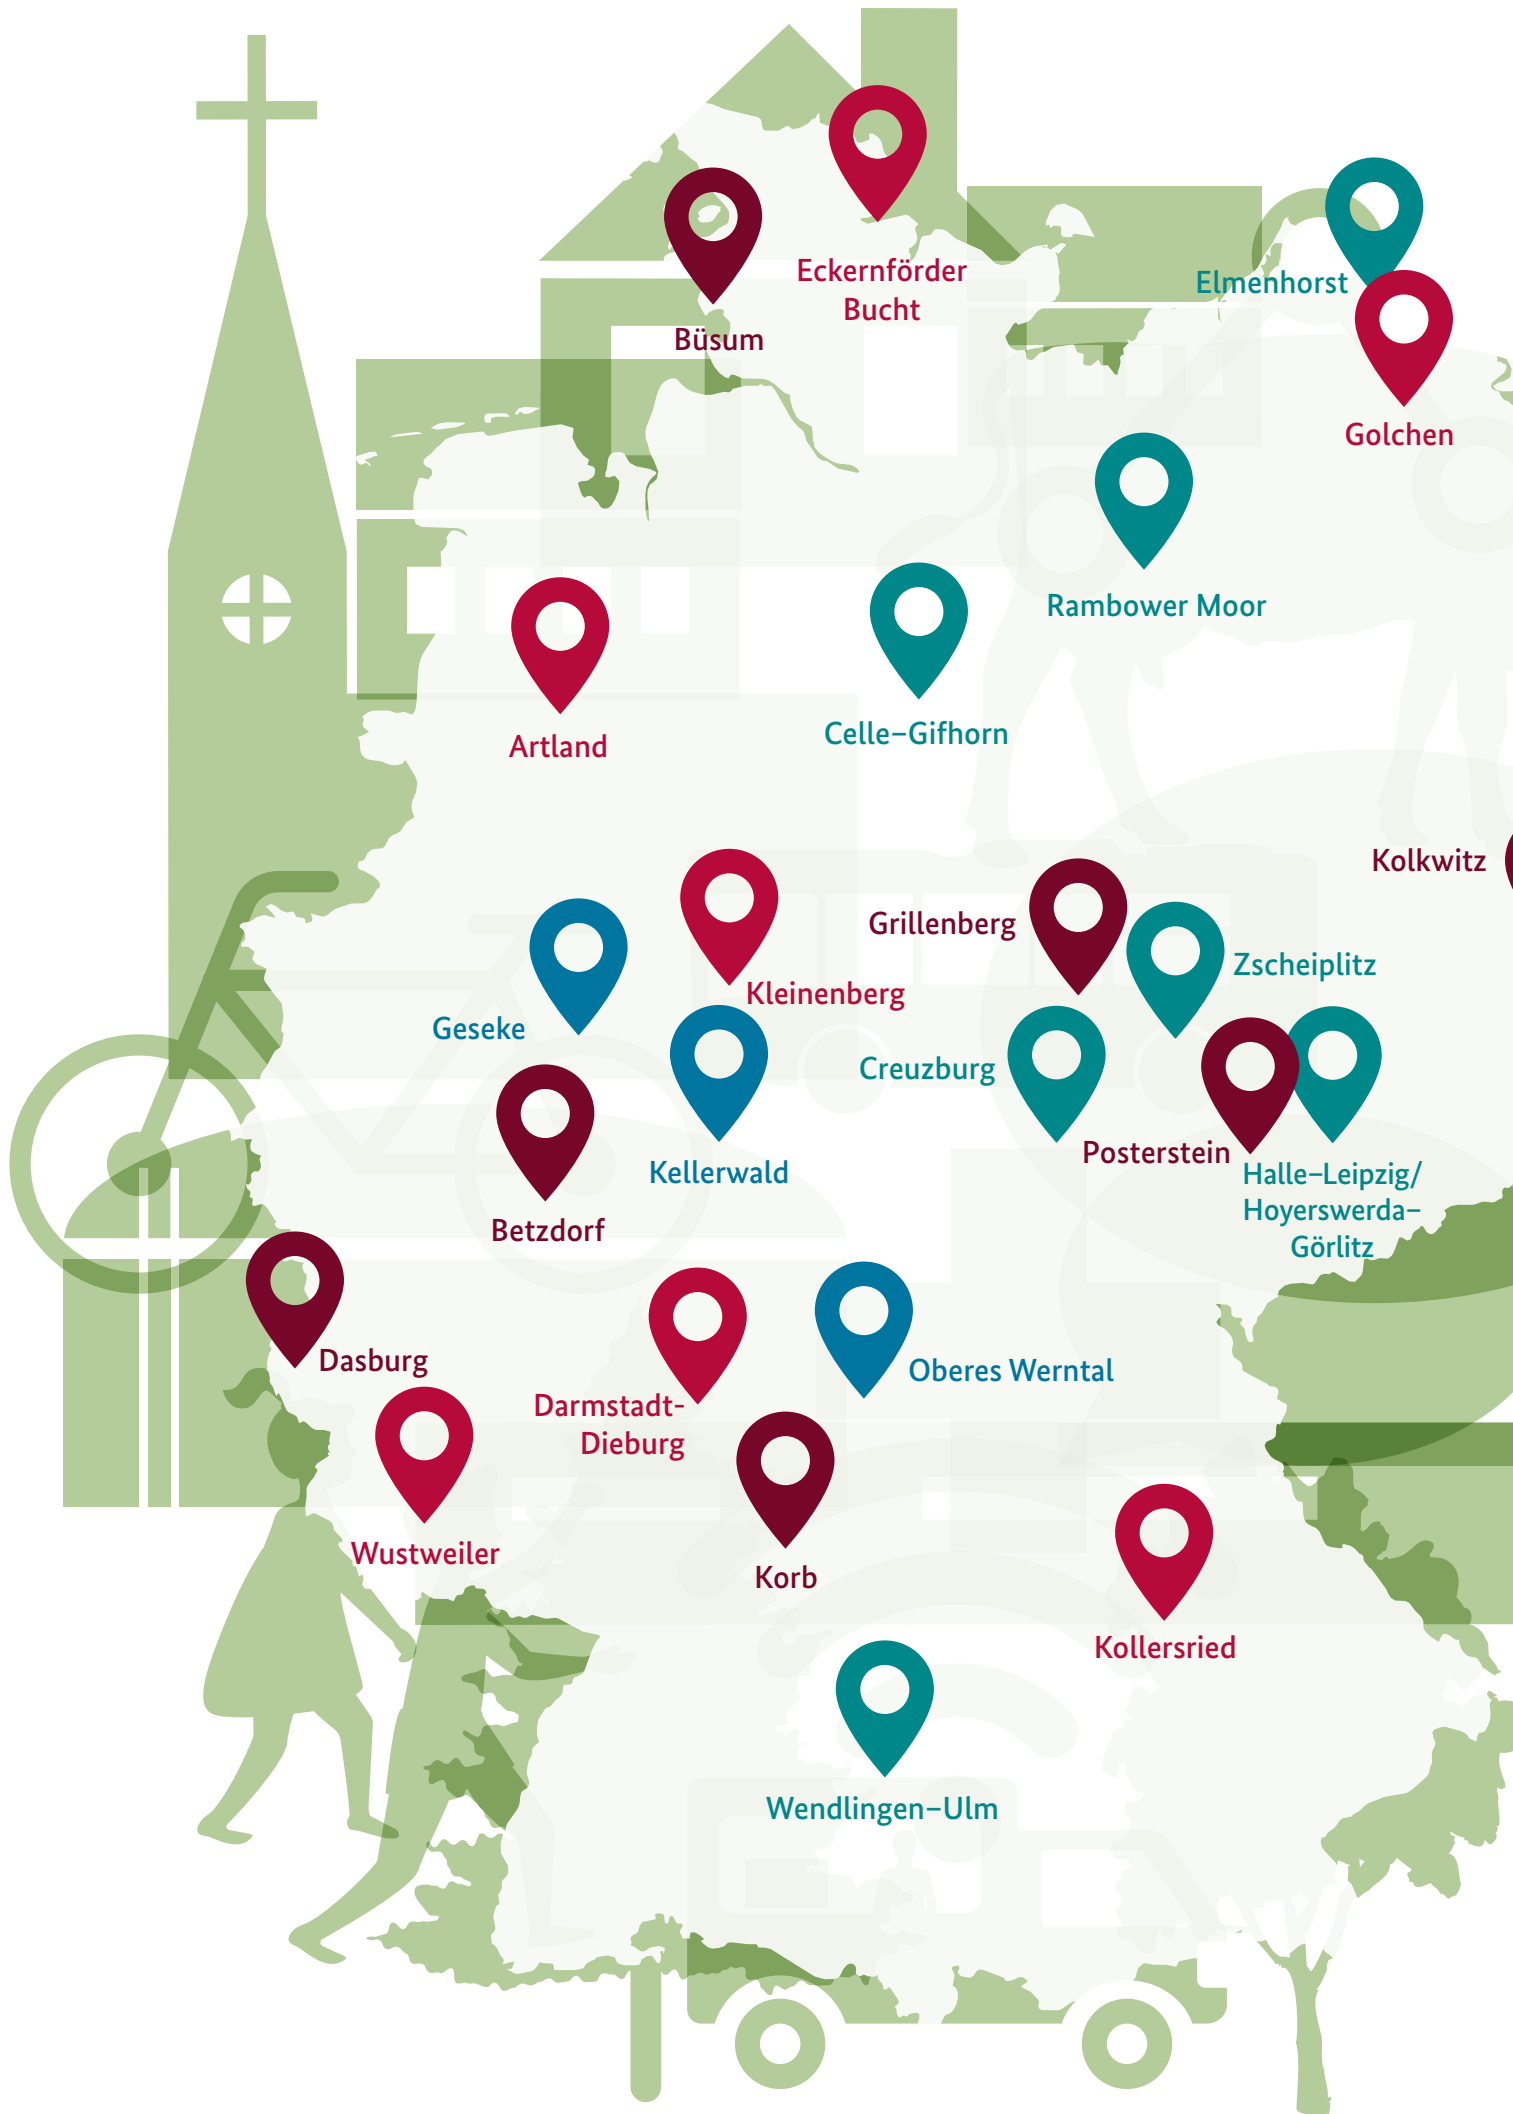 Eckernförder
Bucht
Elmenhorst
Büsum
Golchen
Rambower Moor
Celle–Gifhorn
Artland
Kolkwitz
Grillenberg
Zscheiplitz
Kleinenberg
Geseke
Creuzburg
Posterstein
Kellerwald
Halle–Leipzig/
Hoyerswerda–
Görlitz
Betzdorf
Dasburg
Oberes Werntal
Darmstadt-
Dieburg
Wustweiler
Korb
Kollersried
Wendlingen–Ulm